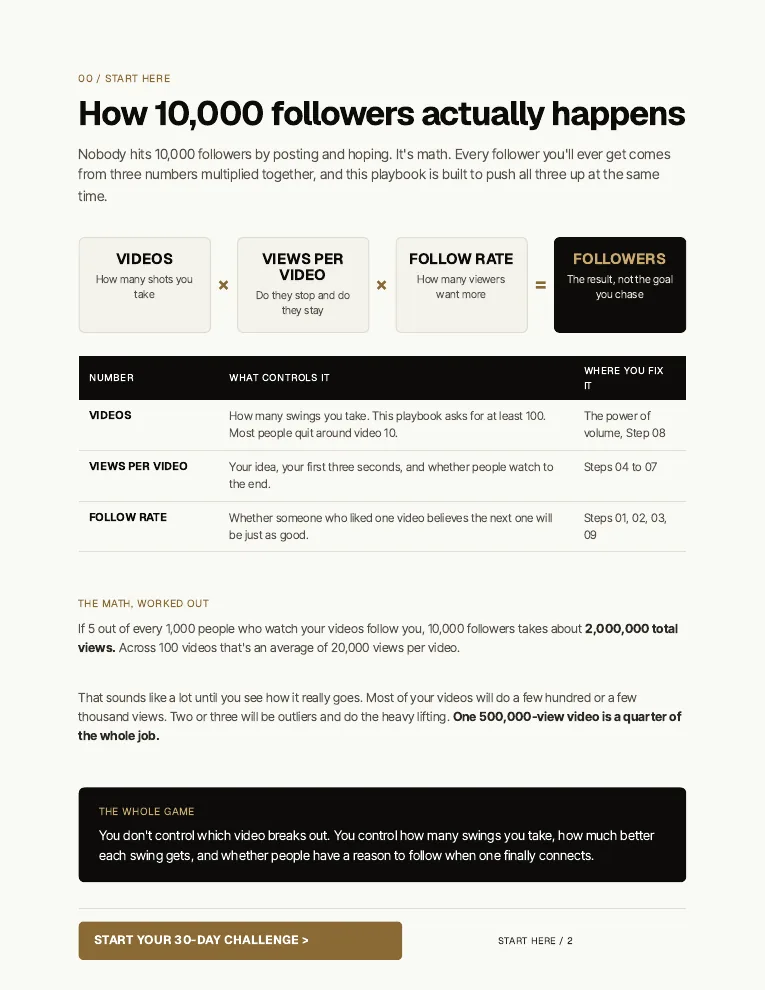 00 / START HERE
How 10,000 followers actually happens
Nobody hits 10,000 followers by posting and hoping. It's math. Every follower you'll ever get comes
from three numbers multiplied together, and this playbook is built to push all three up at the same
time.
VIDEOS
How many shots you
take
×
VIEWS PER
VIDEO
Do they stop and do
they stay
×
FOLLOW RATE
How many viewers
want more
=
FOLLOWERS
The result, not the goal
you chase
NUMBER
WHAT CONTROLS IT
WHERE YOU FIX
IT
VIDEOS
How many swings you take. This playbook asks for at least 100.
Most people quit around video 10.
The power of
volume, Step 08
VIEWS PER VIDEO
Your idea, your first three seconds, and whether people watch to
the end.
Steps 04 to 07
FOLLOW RATE
Whether someone who liked one video believes the next one will
be just as good.
Steps 01, 02, 03,
09
THE MATH, WORKED OUT
If 5 out of every 1,000 people who watch your videos follow you, 10,000 followers takes about 2,000,000 total
views. Across 100 videos that's an average of 20,000 views per video.
That sounds like a lot until you see how it really goes. Most of your videos will do a few hundred or a few
thousand views. Two or three will be outliers and do the heavy lifting. One 500,000-view video is a quarter of
the whole job.
THE WHOLE GAME
You don't control which video breaks out. You control how many swings you take, how much better
each swing gets, and whether people have a reason to follow when one finally connects.
START YOUR 30-DAY CHALLENGE >
START HERE / 2